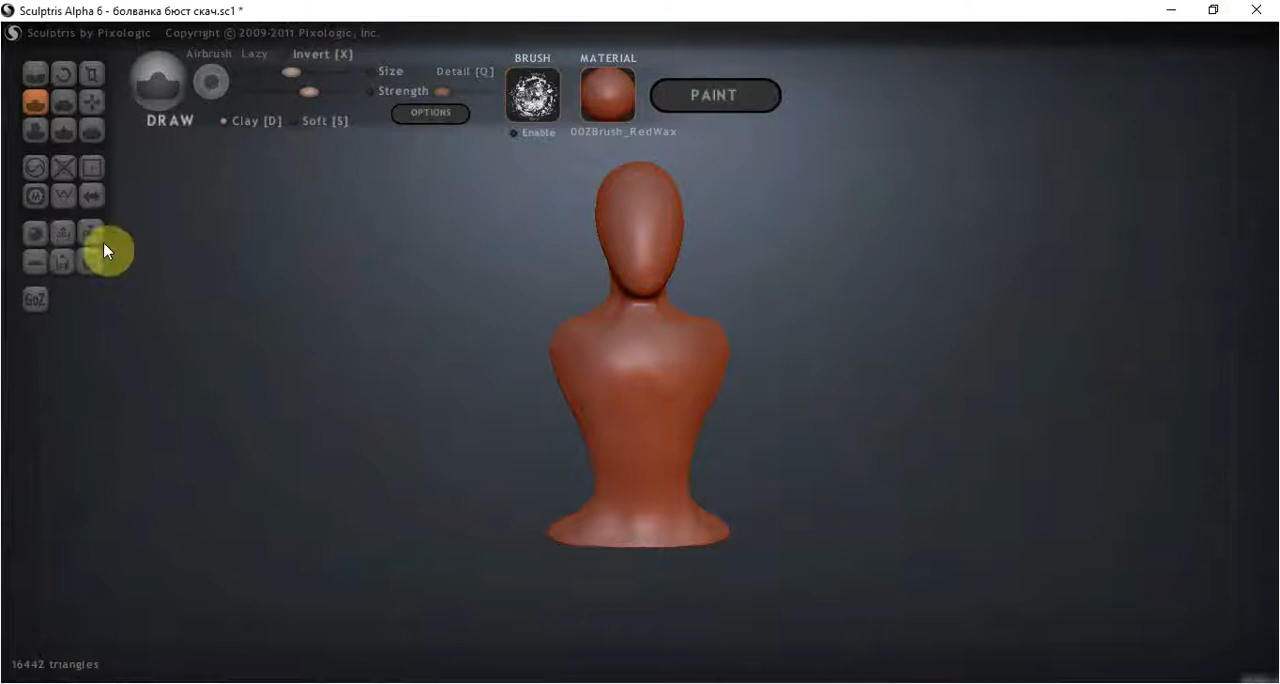 Sculptris Alpha 6 - болванка бюст скач.sc1 *
Sculptris by Pixologic Copyright © 2009-2011 Pixologic, Inc.
Airbrush Lazy Invert [X]
BRUSH MATERIAL
Size Detail [Q]
Strength
PAINT
OPTIONS
DRAW Clay [D] Soft [S]
Enable 00ZBrush_RedWax
GoZ
16442 triangles